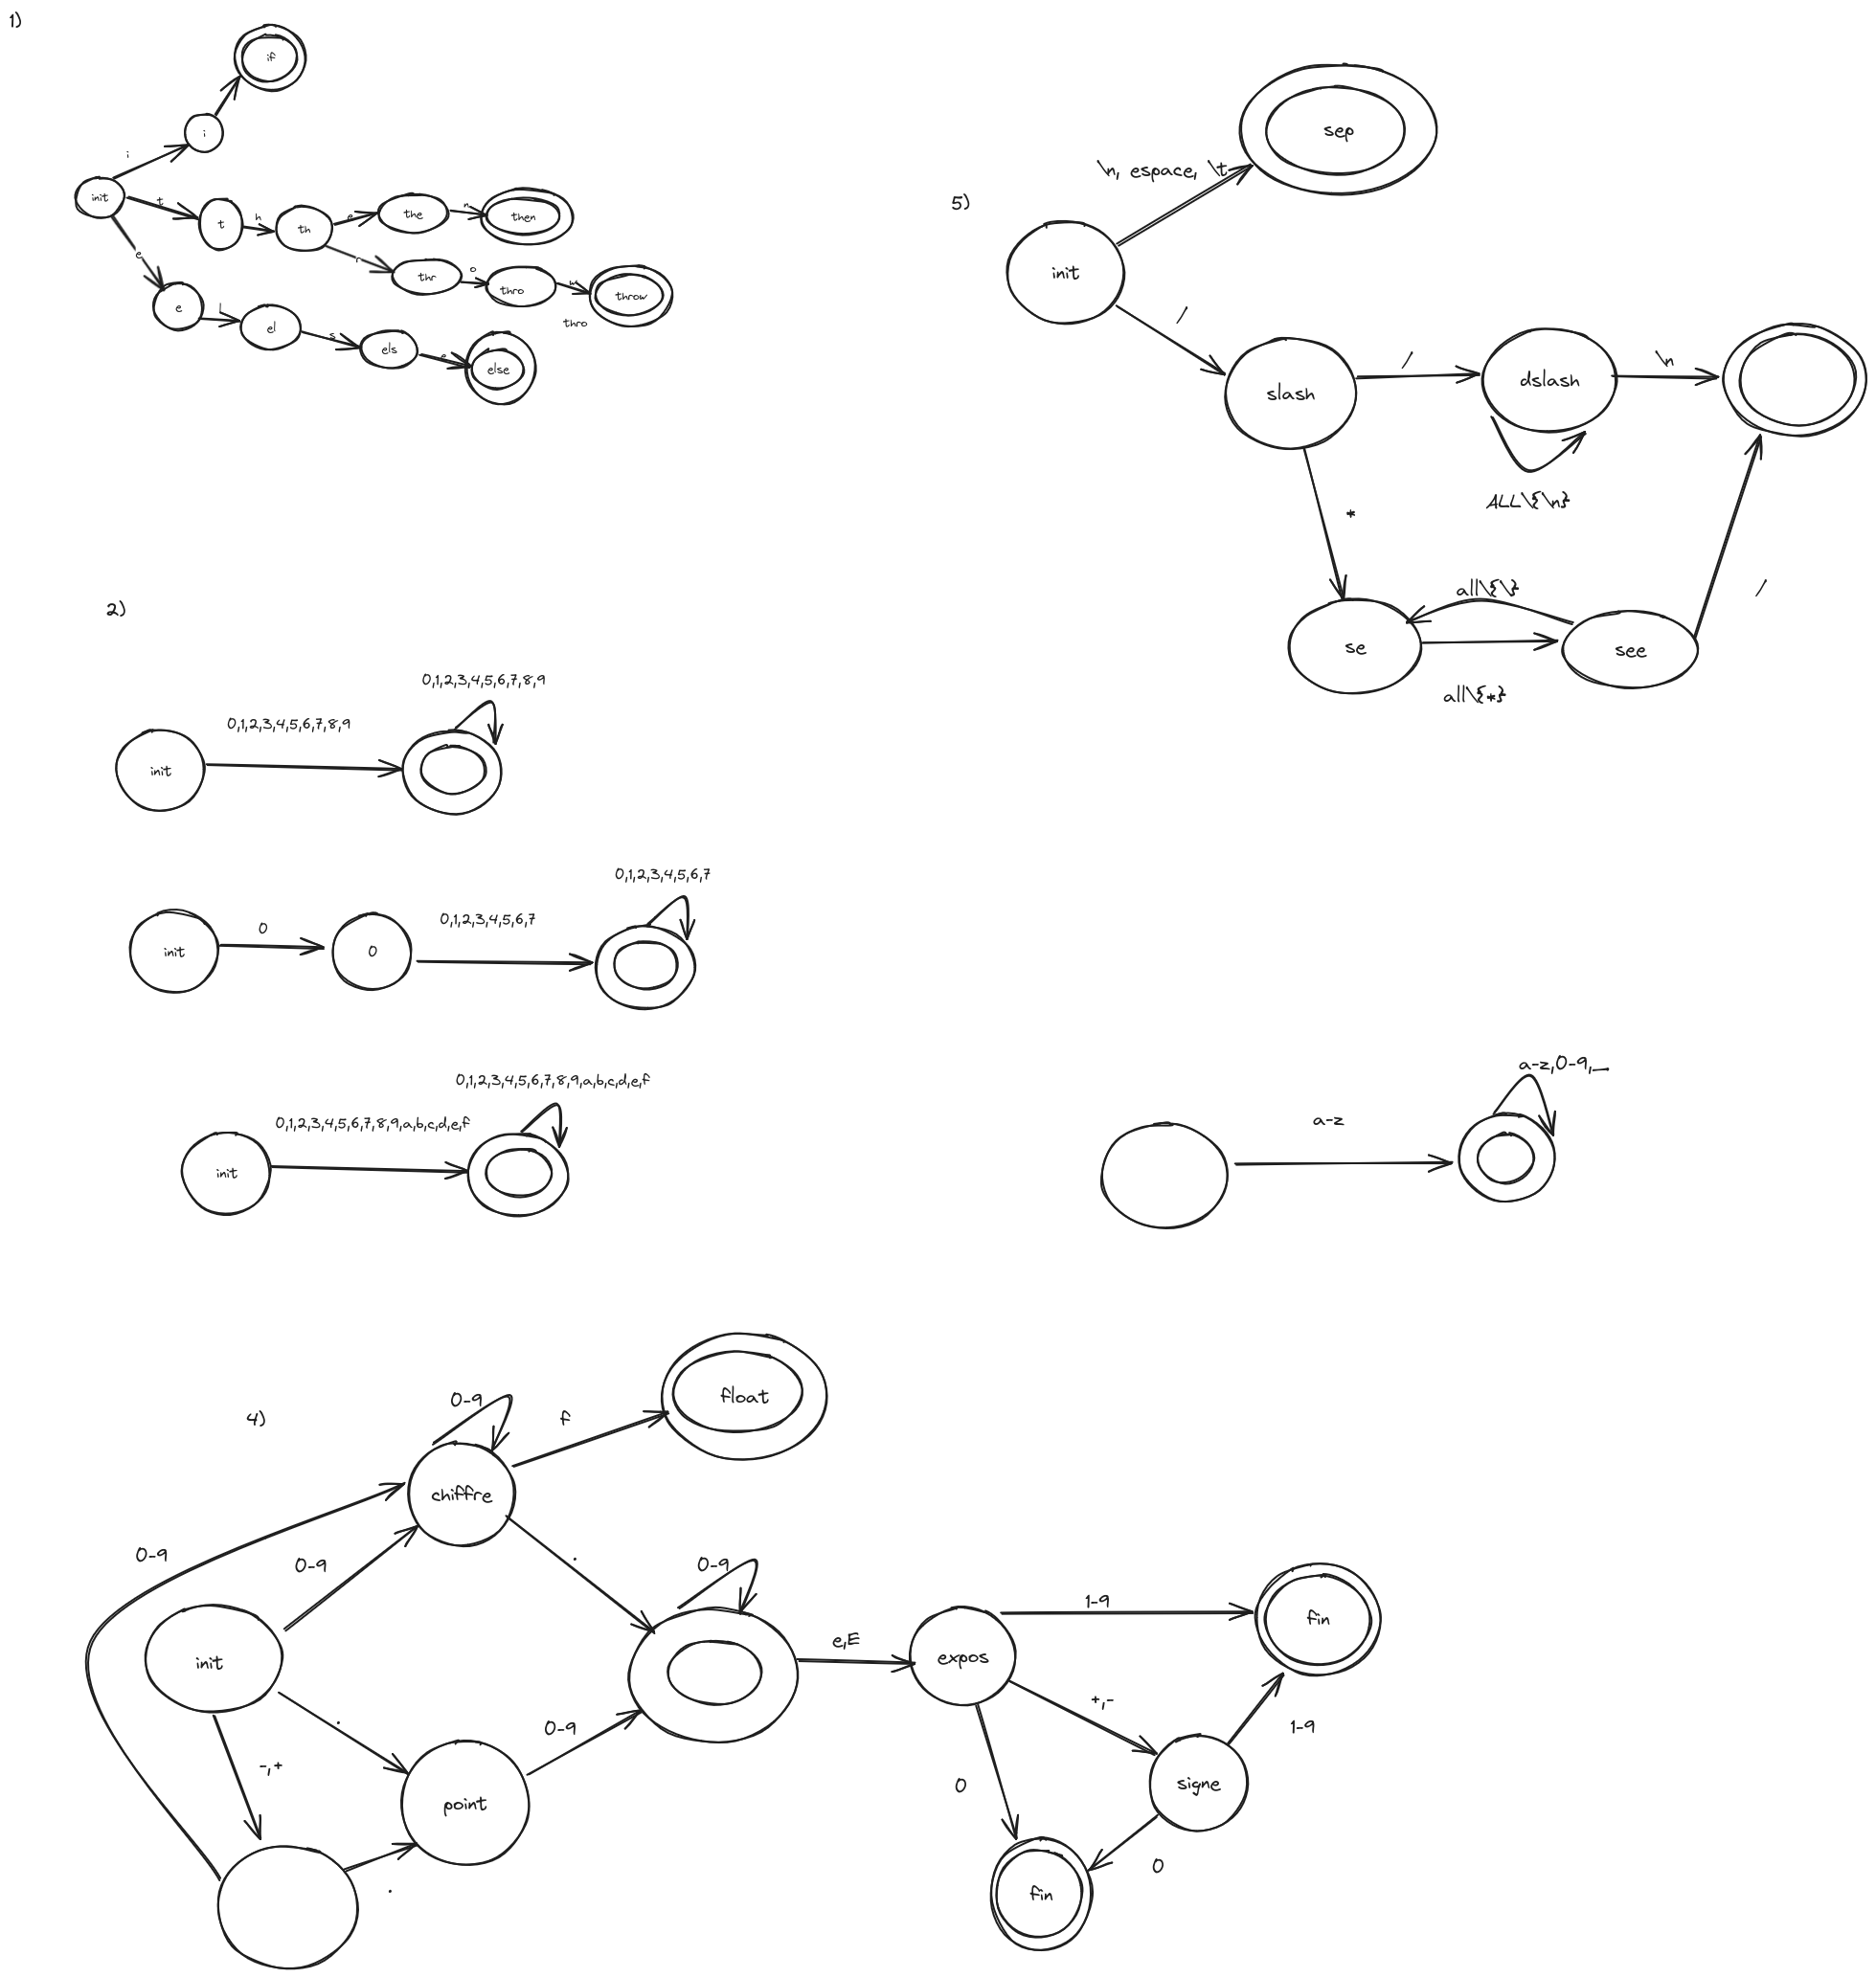 1)
if
i
i
init
t
t
h
th
e
the
n
then
r
thr
o
thro
w
throw
thro
e
e
l
el
s
els
e
else
5)
\n, espace, \t
sep
init
/
slash
/
dslash
\n
ALL\{\n}
*
se
all\{\}
all\{*}
see
/
2)
0,1,2,3,4,5,6,7,8,9
0,1,2,3,4,5,6,7,8,9
init
0,1,2,3,4,5,6,7
0,1,2,3,4,5,6,7
0
init
0
0,1,2,3,4,5,6,7,8,9,a,b,c,d,e,f
0,1,2,3,4,5,6,7,8,9,a,b,c,d,e,f
init
a-z,0-9,_
a-z
4)
0-9
f
float
chiffre
0-9
0-9
.
0-9
init
.
-,+
point
0-9
.
e,E
expos
1-9
fin
+,-
signe
1-9
0
0
fin